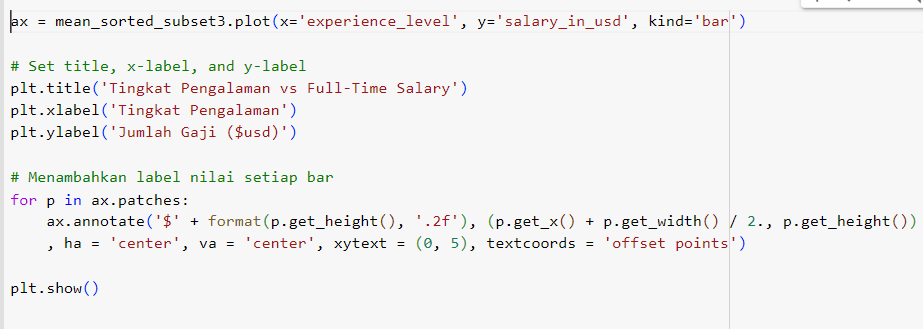 ax = mean_sorted_subset3.plot(x='experience_level', y='salary_in_usd', kind='bar')
# Set title, x-label, and y-label
plt.title('Tingkat Pengalaman vs Full-Time Salary')
plt.xlabel('Tingkat Pengalaman')
plt.ylabel('Jumlah Gaji ($usd)')
# Menambahkan label nilai setiap bar
for p in ax.patches:
    ax.annotate('$' + format(p.get_height(), '.2f'), (p.get_x() + p.get_width() / 2., p.get_height())
    , ha = 'center', va = 'center', xytext = (0, 5), textcoords = 'offset points')
plt.show()